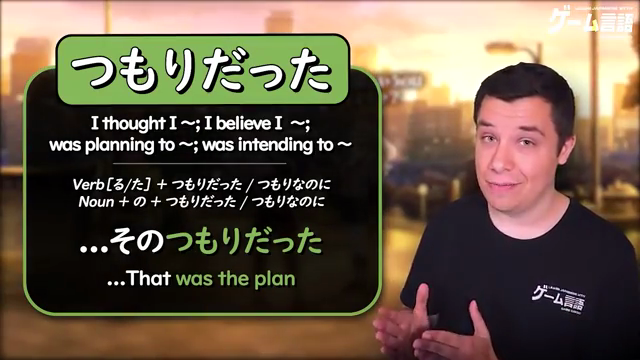 LEARN JAPANESE WITH
ゲーム言語
つもりだった
I thought I ～; I believe I ～;
was planning to ～; was intending to ～
Verb［る/た］ + つもりだった / つもりなのに
Noun + の + つもりだった / つもりなのに
...そのつもりだった
...That was the plan
ゲーム言語